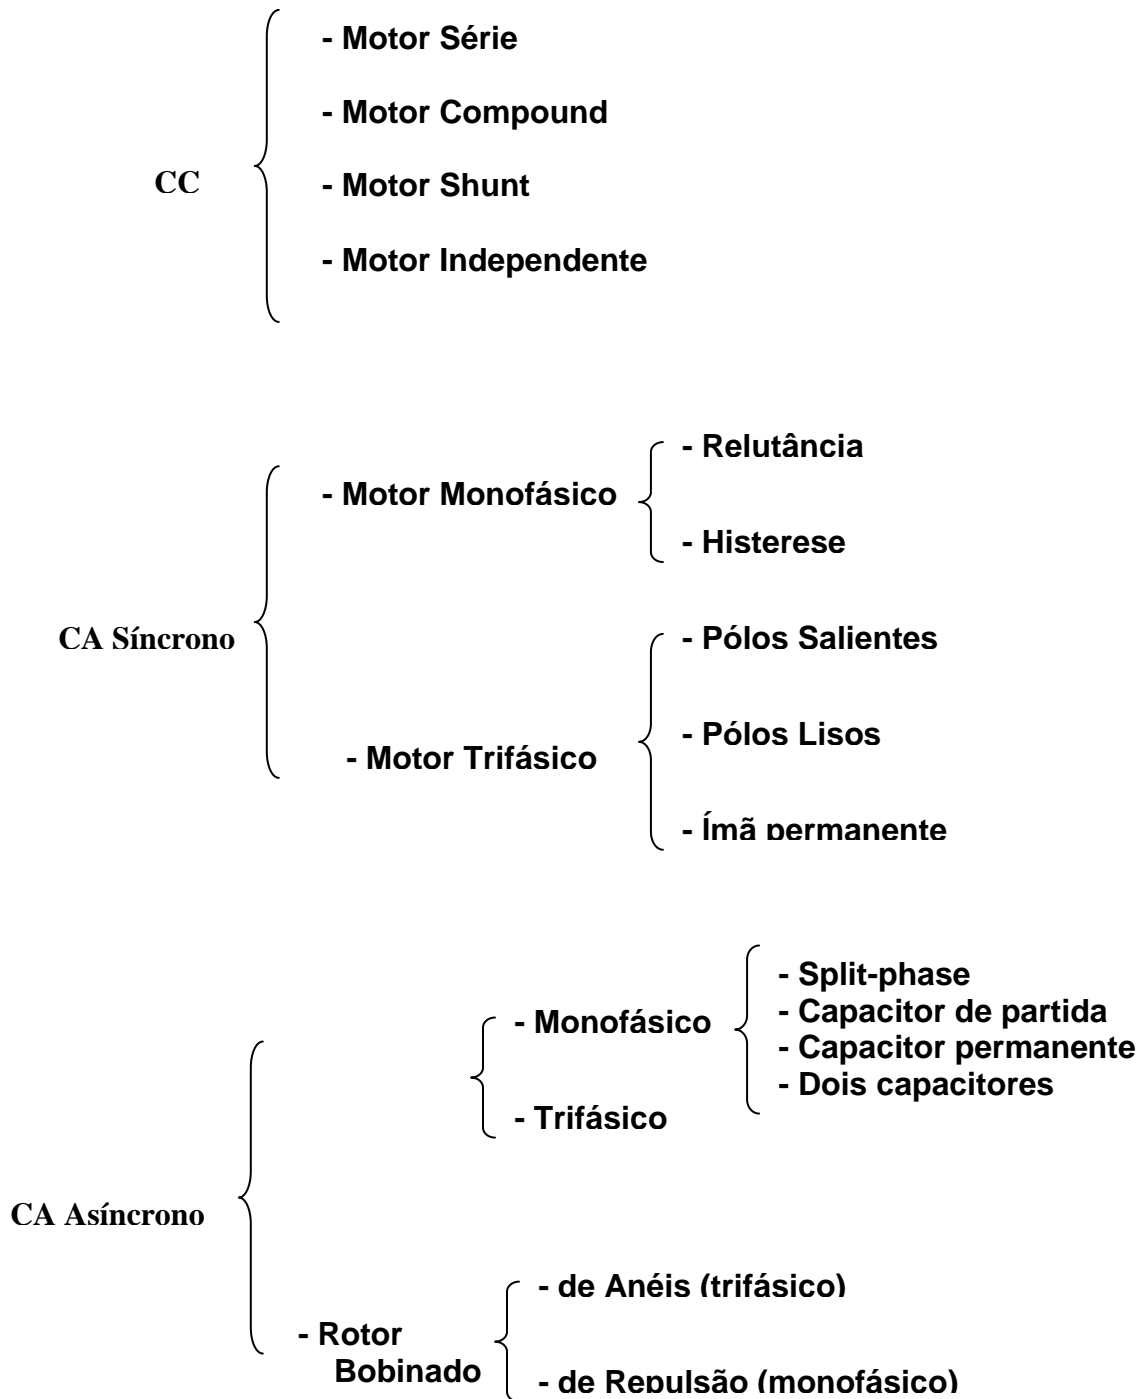 - Motor Série
- Motor Compound
CC
- Motor Shunt
- Motor Independente
- Relutância
- Motor Monofásico
- Histerese
CA Síncrono
- Pólos Salientes
- Pólos Lisos
- Motor Trifásico
- Ímã permanente
- Split-phase
- Capacitor de partida
- Monofásico
- Capacitor permanente
- Dois capacitores
- Trifásico
CA Asíncrono
- de Anéis (trifásico)
- Rotor
Bobinado
- de Repulsão (monofásico)